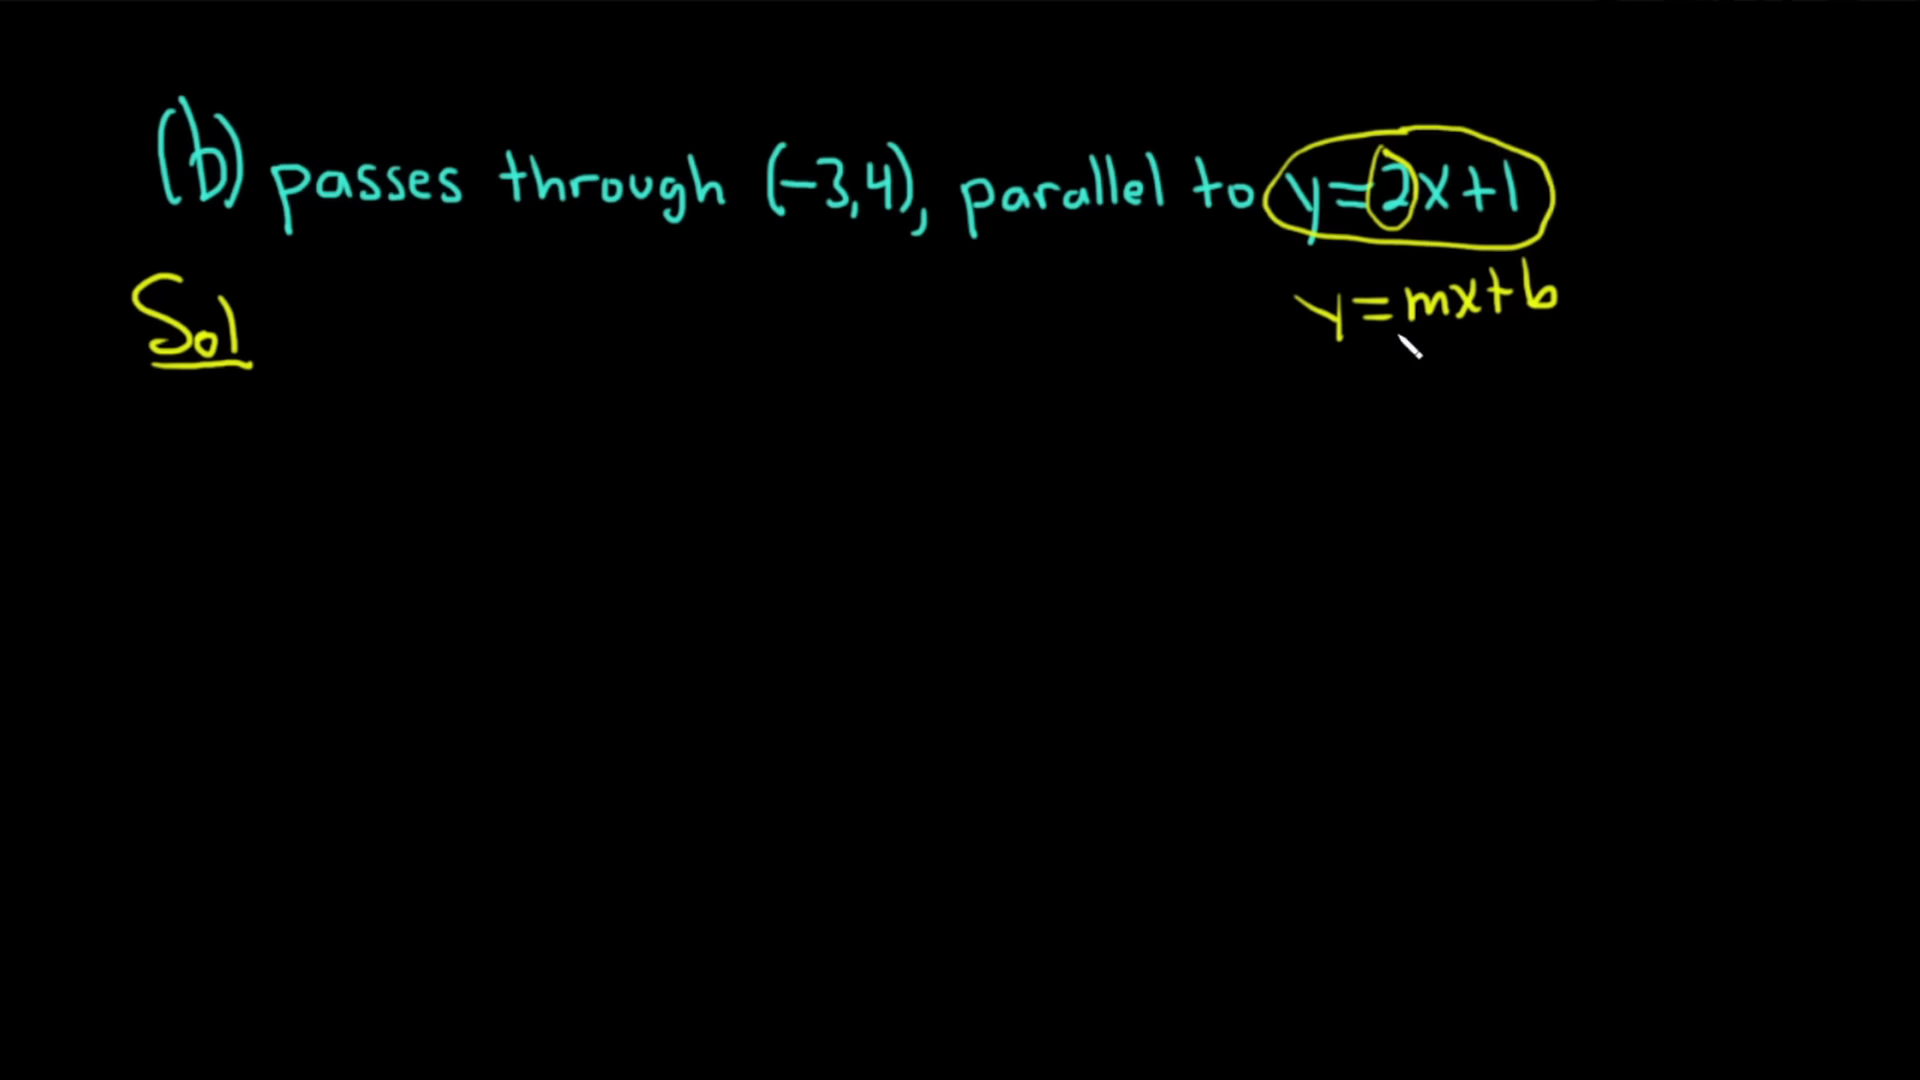 (b) passes through (-3,4), parallel to y=2x+1
Sol
y=mx+b